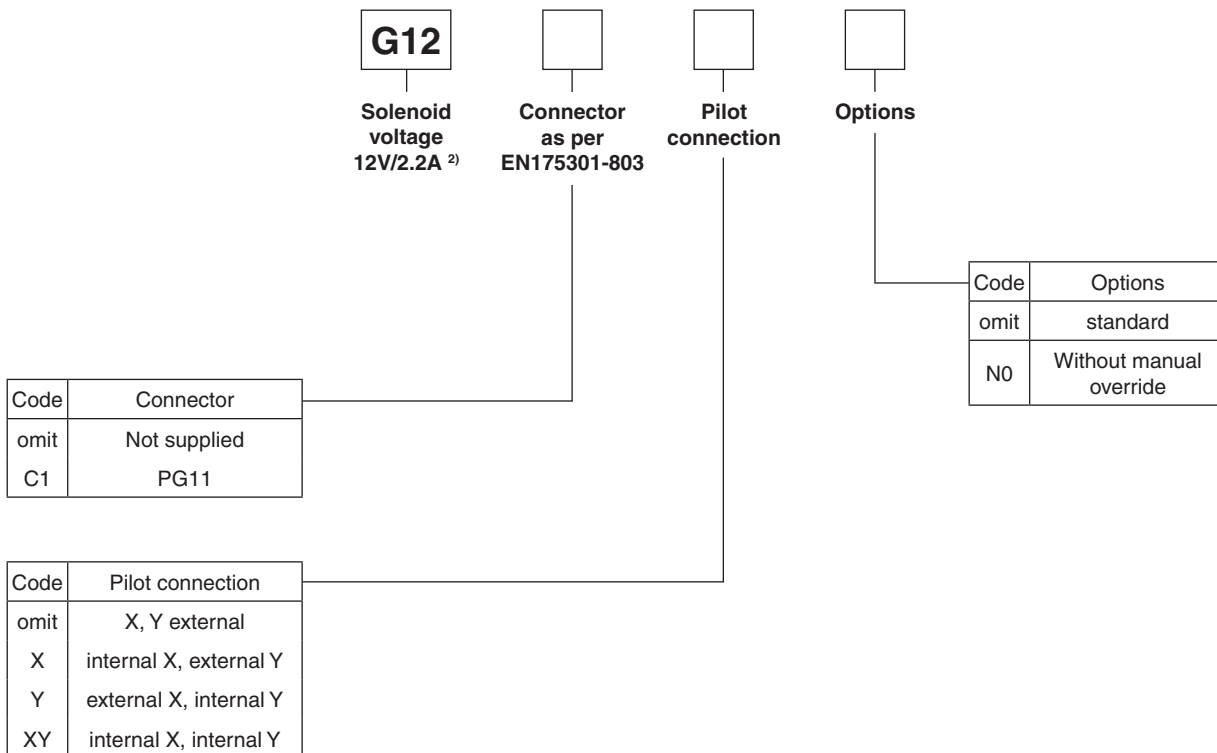 G12
Solenoid
voltage
12V/2.2A 2)
Connector
as per
EN175301-803
Pilot
connection
Options
Code Options
omit standard
N0 Without manual
override
Code Connector
omit Not supplied
C1 PG11
Code Pilot connection
omit X, Y external
X internal X, external Y
Y external X, internal Y
XY internal X, internal Y